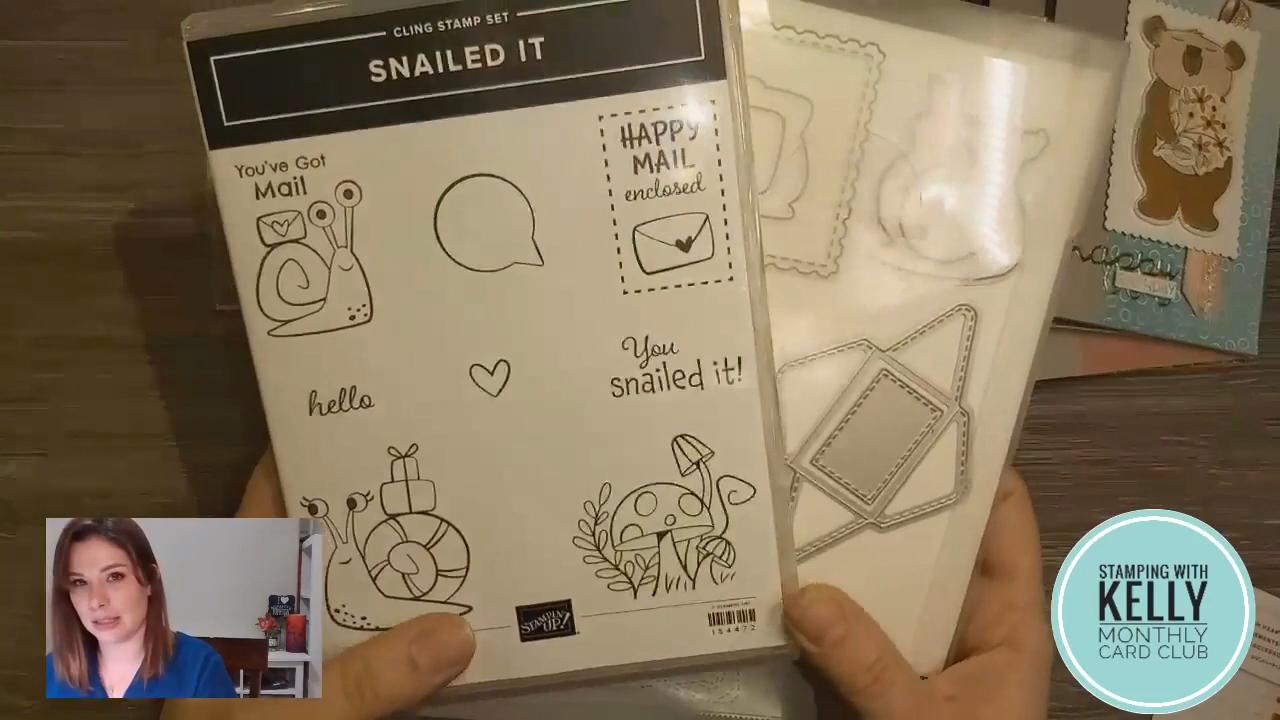 CLING STAMP SET
SNAILED IT
You've Got
Mail
HAPPY
MAIL
enclosed
hello
You
snailed it!
STAMPIN'
UP!
154472
happy
STAMPING WITH
KELLY
MONTHLY
CARD CLUB